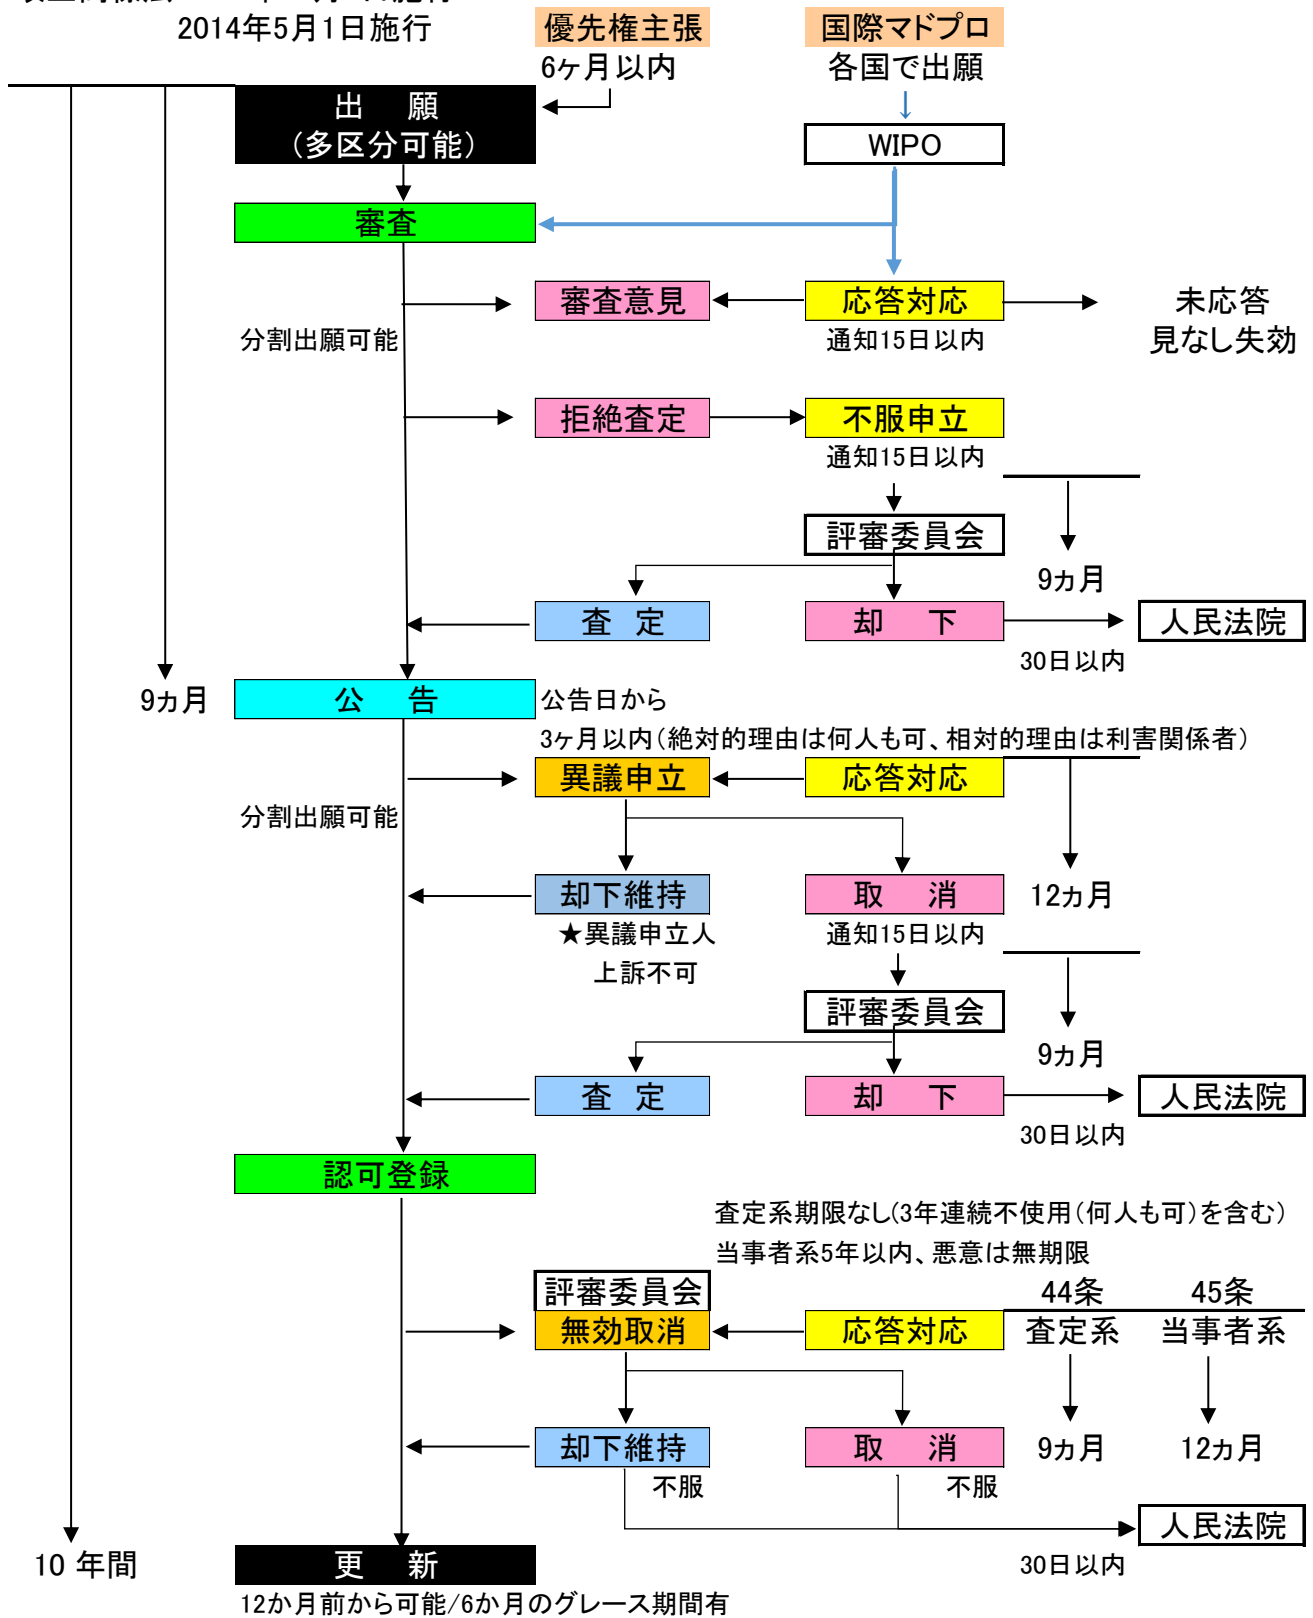 2014年5月1日施行
優先権主張
国際マドプロ
6ヶ月以内
各国で出願
出 願
(多区分可能)
WIPO
審査
審査意見
応答対応
未応答
見なし失効
分割出願可能
通知15日以内
拒絶査定
不服申立
通知15日以内
評審委員会
9カ月
査 定
却 下
人民法院
30日以内
9カ月
公 告
公告日から
3ヶ月以内(絶対的理由は何人も可、相対的理由は利害関係者)
異議申立
応答対応
分割出願可能
却下維持
取 消
12カ月
★異議申立人
上訴不可
通知15日以内
評審委員会
9カ月
査 定
却 下
人民法院
30日以内
認可登録
査定系期限なし(3年連続不使用(何人も可)を含む)
当事者系5年以内、悪意は無期限
評審委員会
44条
45条
無効取消
応答対応
査定系
当事者系
却下維持
取 消
9カ月
12カ月
不服
不服
人民法院
30日以内
10 年間
更 新
12か月前から可能/6か月のグレース期間有